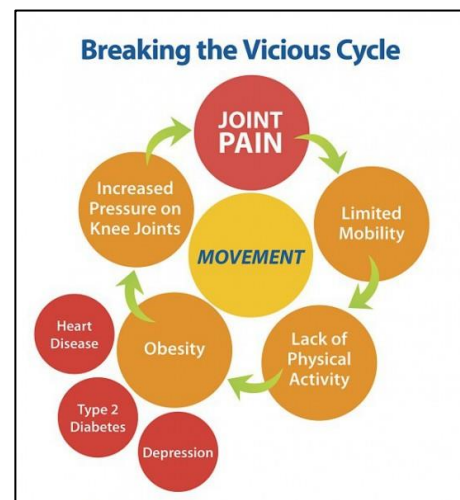 Breaking the Vicious Cycle
JOINT
PAIN
Limited
Mobility
Lack of
Physical
Activity
Obesity
Increased
Pressure on
Knee Joints
MOVEMENT
Heart
Disease
Type 2
Diabetes
Depression